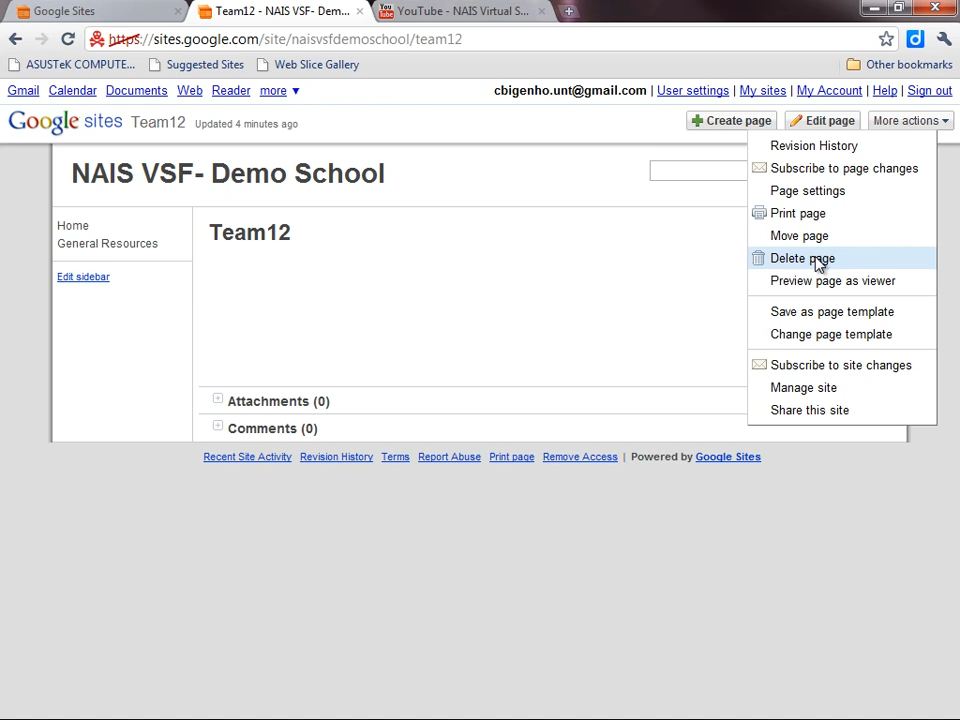 Google Sites
Team12 - NAIS VSF- Dem...
YouTube - NAIS Virtual S...
https://sites.google.com/site/naisvsfdemoschool/team12
ASUSTeK COMPUTE... Suggested Sites Web Slice Gallery Other bookmarks
Gmail Calendar Documents Web Reader more ▼ cbigenho.unt@gmail.com | User settings | My sites | My Account | Help | Sign out
Google sites Team12 Updated 4 minutes ago Create page Edit page More actions ▾
Revision History
Subscribe to page changes
Page settings
Print page
Move page
Delete page
Preview page as viewer
Save as page template
Change page template
Subscribe to site changes
Manage site
Share this site
NAIS VSF- Demo School
Home
General Resources
Edit sidebar
Team12
Attachments (0)
Comments (0)
Recent Site Activity Revision History Terms Report Abuse Print page Remove Access | Powered by Google Sites